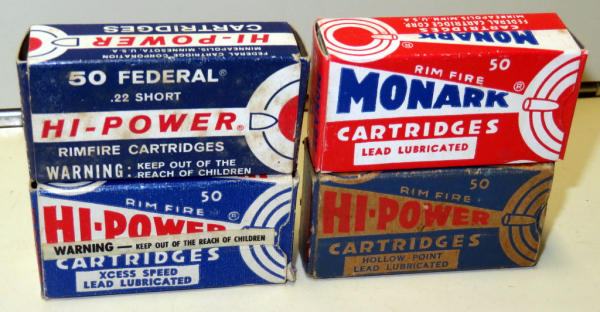 CARTRIDGES
FEDERAL CARTRIDGE CORP.
MINNEAPOLIS, MINNESOTA, U.S.A.
HI-POWER
50 FEDERAL®
.22 SHORT
HI-POWER®
RIMFIRE CARTRIDGES
WARNING: KEEP OUT OF THE
REACH OF CHILDREN
CARTRIDGES
FEDERAL CARTRIDGE CORP.
MINNEAPOLIS, MINN. U.S.A.
MONARK
50
RIM FIRE
MONARK®
CARTRIDGES
LEAD LUBRICATED
50
RIM FIRE
HI-POWER®
WARNING — KEEP OUT OF THE REACH OF CHILDREN
CARTRIDGES
XCESS SPEED
LEAD LUBRICATED
50
RIM FIRE
HI-POWER
CARTRIDGES
HOLLOW-POINT
LEAD LUBRICATED